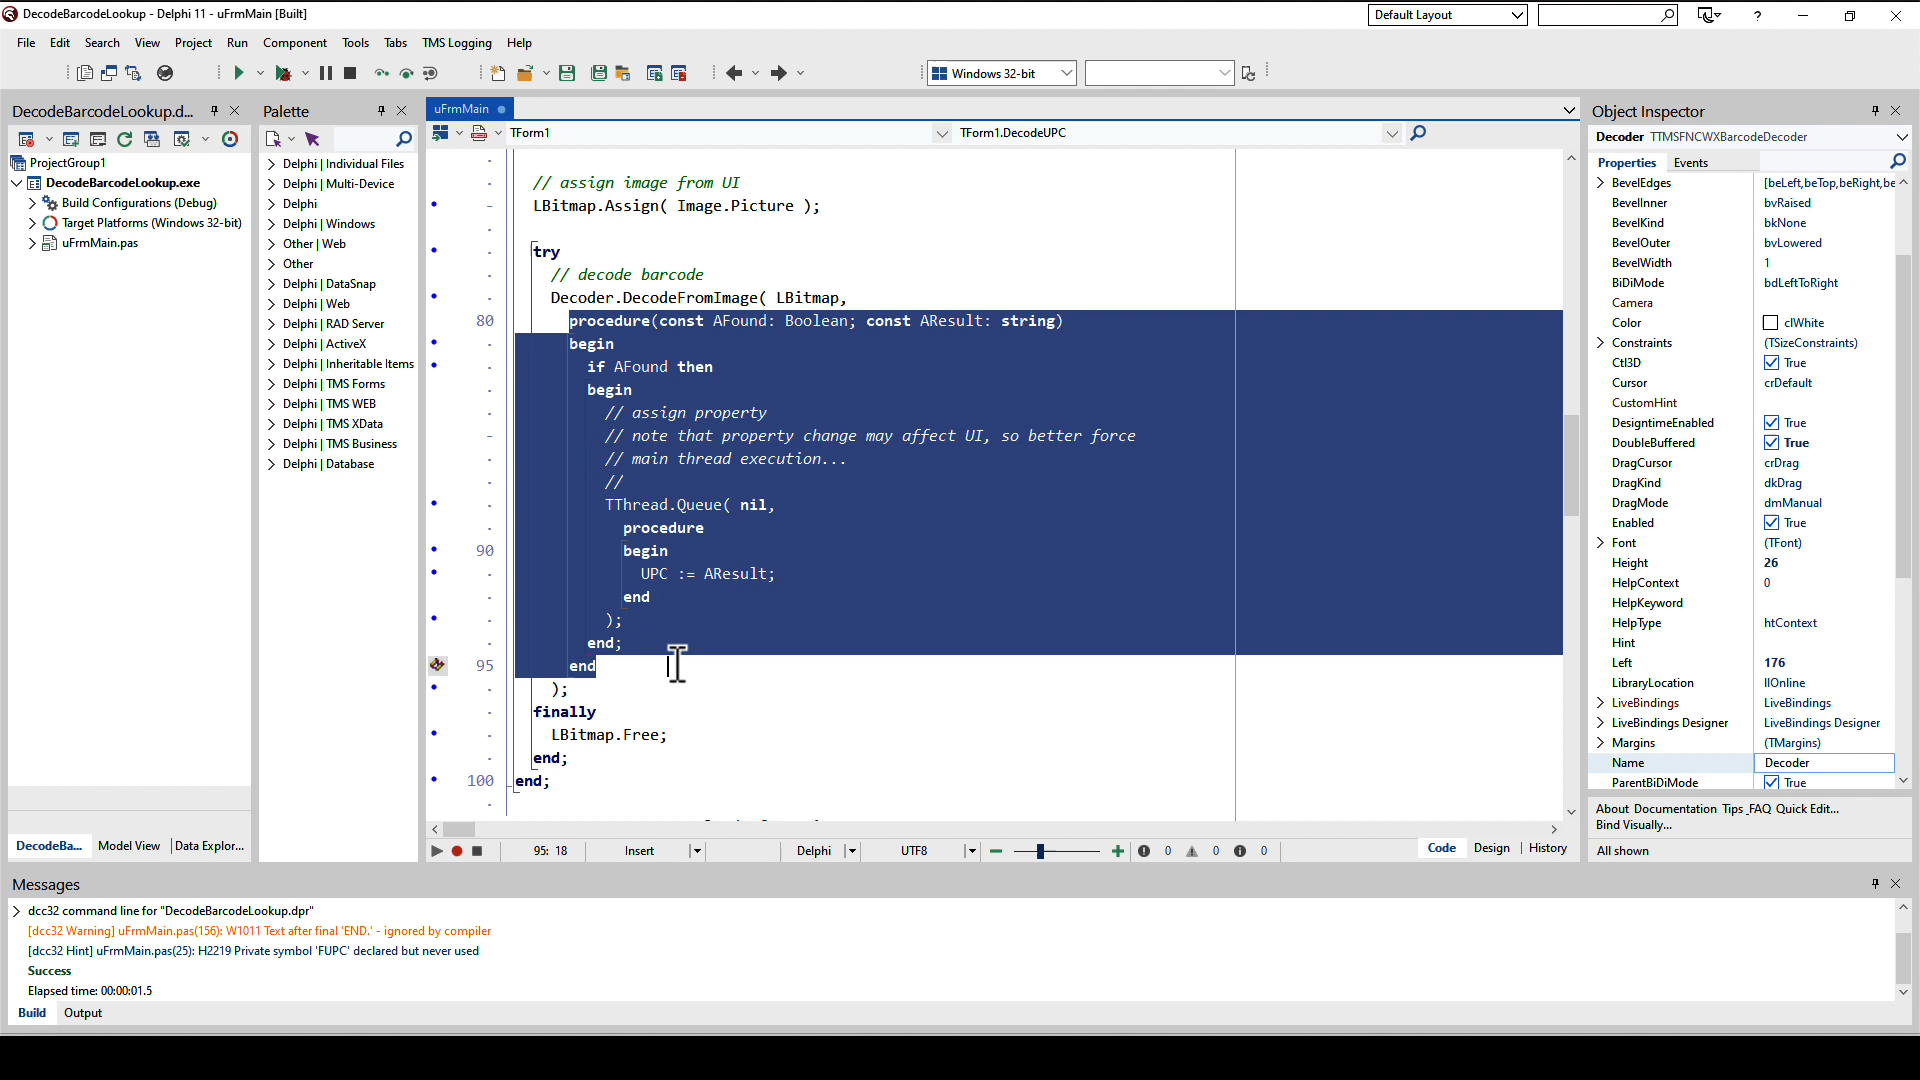 DecodeBarcodeLookup - Delphi 11 - uFrmMain [Built]
Default Layout
File Edit Search View Project Run Component Tools Tabs TMS Logging Help
Windows 32-bit
DecodeBarcodeLookup.d...
ProjectGroup1
DecodeBarcodeLookup.exe
Build Configurations (Debug)
Target Platforms (Windows 32-bit)
uFrmMain.pas
DecodeBa... Model View Data Explor...
Palette
Delphi | Individual Files
Delphi | Multi-Device
Delphi
Delphi | Windows
Other | Web
Other
Delphi | DataSnap
Delphi | Web
Delphi | RAD Server
Delphi | ActiveX
Delphi | Inheritable Items
Delphi | TMS Forms
Delphi | TMS WEB
Delphi | TMS XData
Delphi | TMS Business
Delphi | Database
uFrmMain
TForm1 TForm1.DecodeUPC
// assign image from UI
LBitmap.Assign( Image.Picture );
try
// decode barcode
Decoder.DecodeFromImage( LBitmap,
80 procedure(const AFound: Boolean; const AResult: string)
begin
if AFound then
begin
// assign property
// note that property change may affect UI, so better force
// main thread execution...
//
TThread.Queue( nil,
procedure
90 begin
UPC := AResult;
end
);
end;
95 end
);
finally
LBitmap.Free;
end;
100 end;
95: 18 Insert Delphi UTF8 0 0 0
Code Design History
Object Inspector
Decoder TTMSFNCWXBarcodeDecoder
Properties Events
BevelEdges [beLeft,beTop,beRight,be
BevelInner bvRaised
BevelKind bkNone
BevelOuter bvLowered
BevelWidth 1
BiDiMode bdLeftToRight
Camera
Color clWhite
Constraints (TSizeConstraints)
Ctl3D True
Cursor crDefault
CustomHint
DesigntimeEnabled True
DoubleBuffered True
DragCursor crDrag
DragKind dkDrag
DragMode dmManual
Enabled True
Font (TFont)
Height 26
HelpContext 0
HelpKeyword
HelpType htContext
Hint
Left 176
LibraryLocation llOnline
LiveBindings LiveBindings
LiveBindings Designer LiveBindings Designer
Margins (TMargins)
Name Decoder
ParentBiDiMode True
About Documentation Tips _FAQ Quick Edit...
Bind Visually...
All shown
Messages
dcc32 command line for "DecodeBarcodeLookup.dpr"
[dcc32 Warning] uFrmMain.pas(156): W1011 Text after final 'END.' - ignored by compiler
[dcc32 Hint] uFrmMain.pas(25): H2219 Private symbol 'FUPC' declared but never used
Success
Elapsed time: 00:00:01.5
Build Output